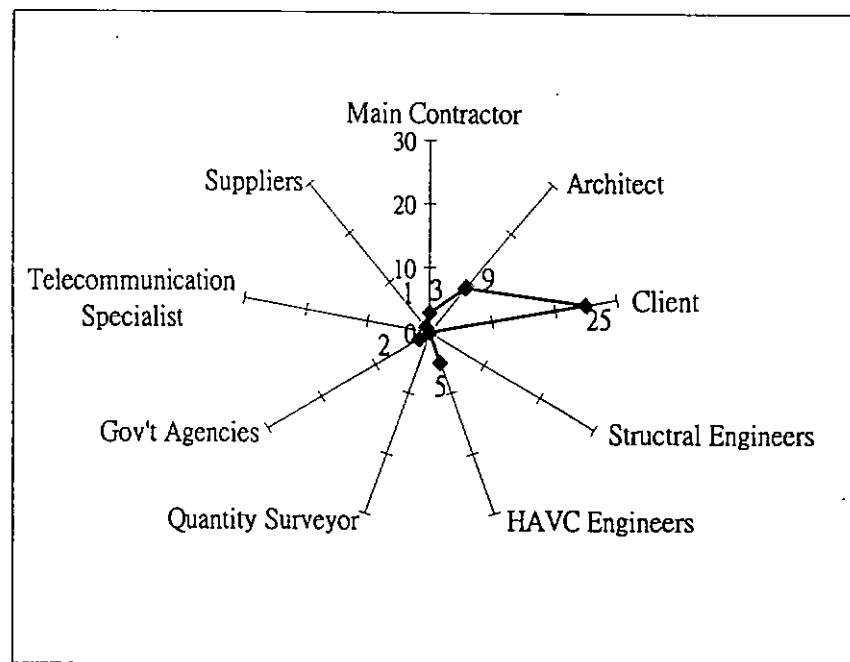 Main Contractor
30
Suppliers
Architect
20
Telecommunication
Specialist
10
1
3
9
Client
25
0
2
5
Gov't Agencies
Structral Engineers
Quantity Surveyor
HAVC Engineers